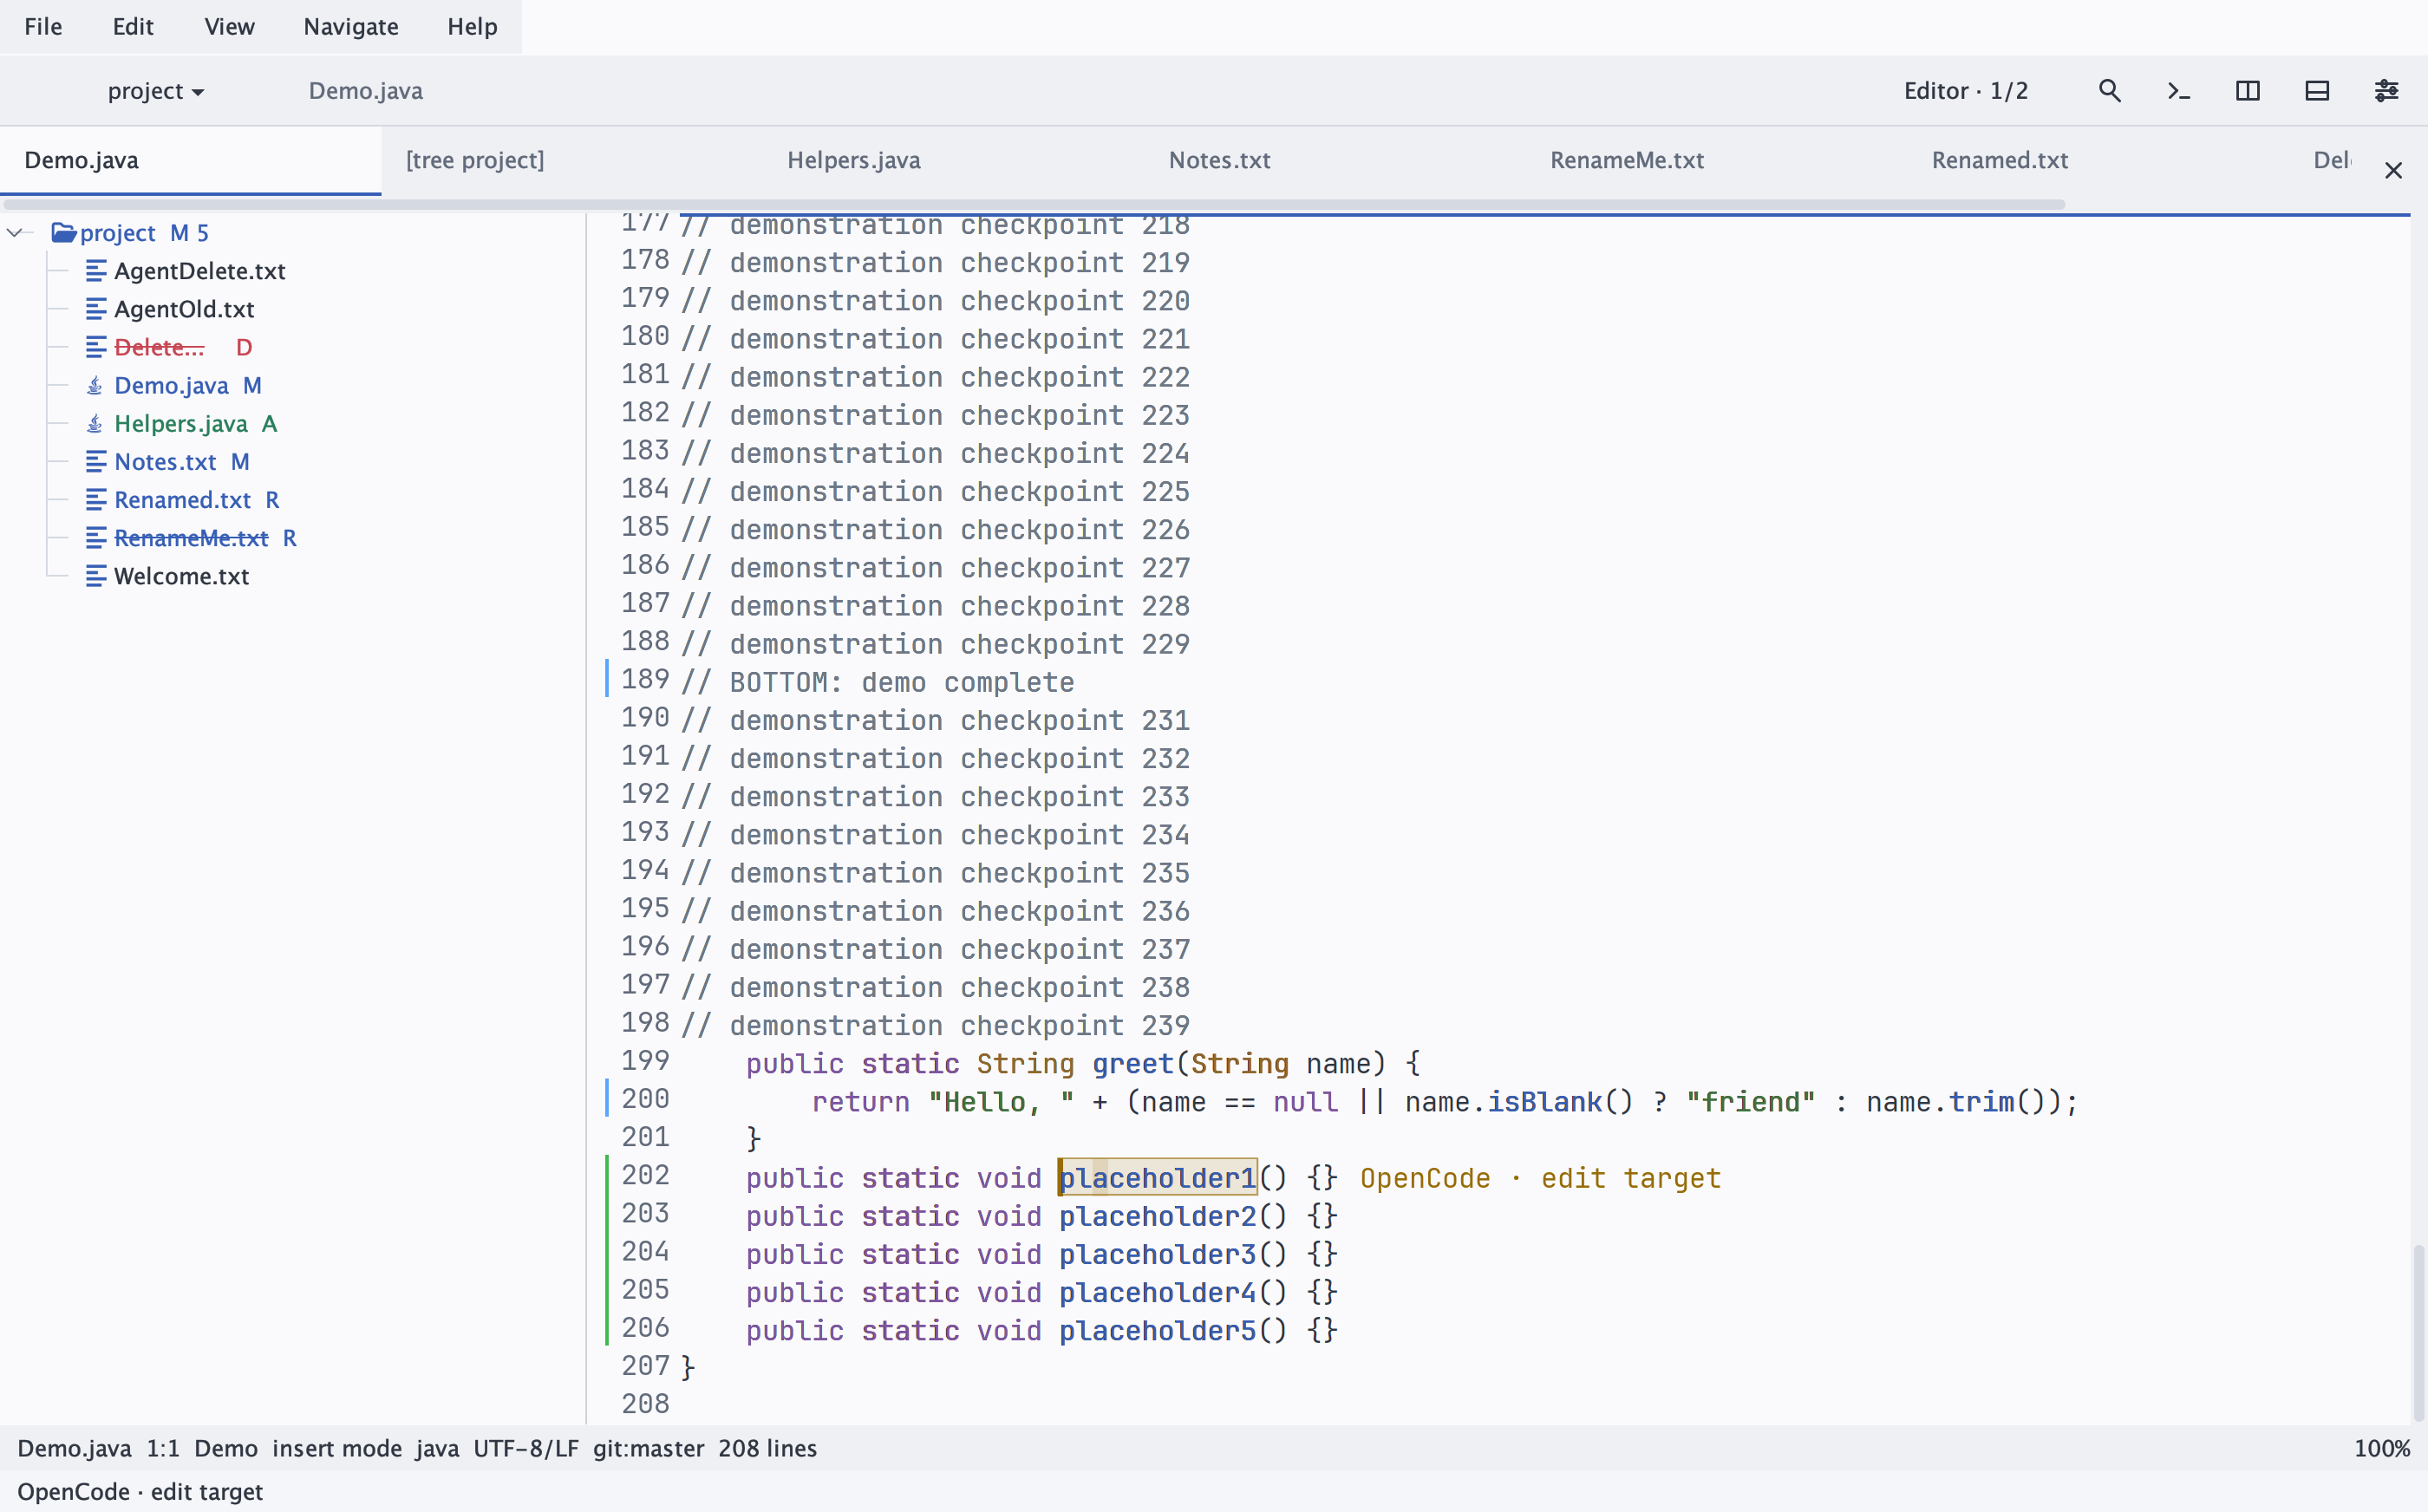 File Edit View Navigate Help
project Demo.java Editor · 1/2
Demo.java [tree project] Helpers.java Notes.txt RenameMe.txt Renamed.txt Del
project M 5
AgentDelete.txt
AgentOld.txt
Delete... D
Demo.java M
Helpers.java A
Notes.txt M
Renamed.txt R
RenameMe.txt R
Welcome.txt
177 // demonstration checkpoint 218
178 // demonstration checkpoint 219
179 // demonstration checkpoint 220
180 // demonstration checkpoint 221
181 // demonstration checkpoint 222
182 // demonstration checkpoint 223
183 // demonstration checkpoint 224
184 // demonstration checkpoint 225
185 // demonstration checkpoint 226
186 // demonstration checkpoint 227
187 // demonstration checkpoint 228
188 // demonstration checkpoint 229
189 // BOTTOM: demo complete
190 // demonstration checkpoint 231
191 // demonstration checkpoint 232
192 // demonstration checkpoint 233
193 // demonstration checkpoint 234
194 // demonstration checkpoint 235
195 // demonstration checkpoint 236
196 // demonstration checkpoint 237
197 // demonstration checkpoint 238
198 // demonstration checkpoint 239
199     public static String greet(String name) {
200         return "Hello, " + (name == null || name.isBlank() ? "friend" : name.trim());
201     }
202     public static void placeholder1() {} OpenCode · edit target
203     public static void placeholder2() {}
204     public static void placeholder3() {}
205     public static void placeholder4() {}
206     public static void placeholder5() {}
207 }
208
Demo.java 1:1 Demo insert mode java UTF-8/LF git:master 208 lines 100%
OpenCode · edit target